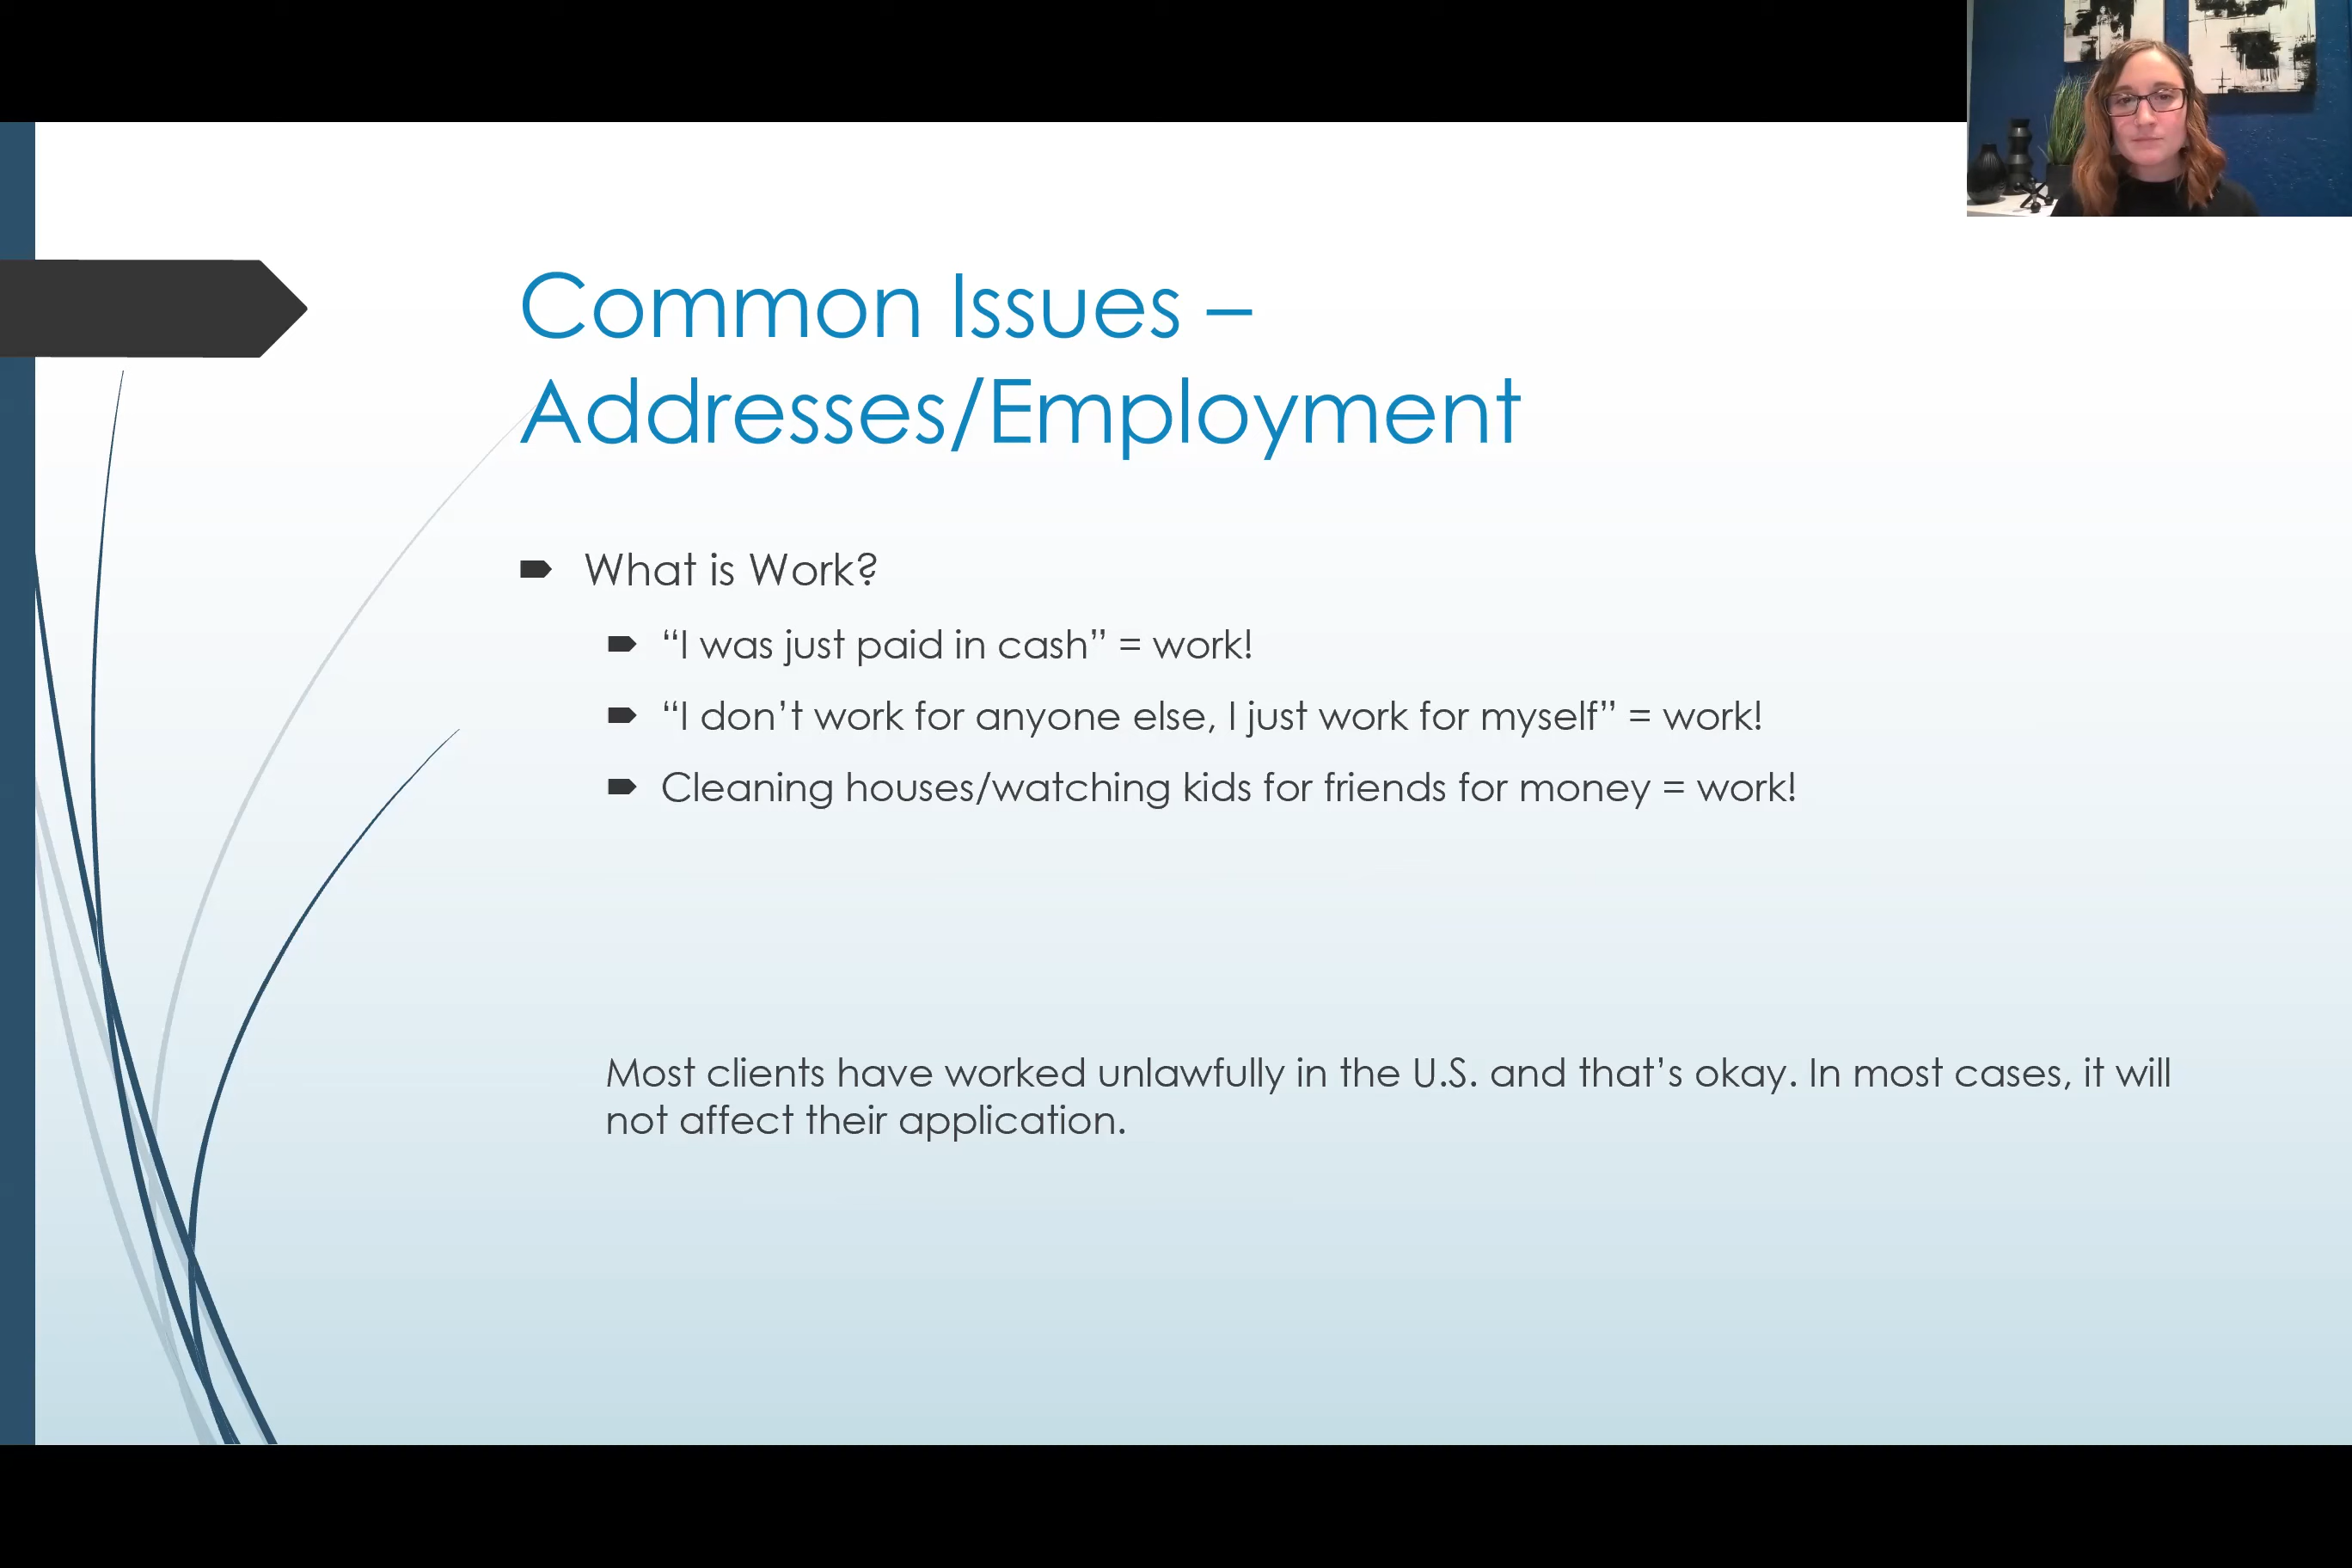 Common Issues –
Addresses/Employment
What is Work?
“I was just paid in cash” = work!
“I don’t work for anyone else, I just work for myself” = work!
Cleaning houses/watching kids for friends for money = work!
Most clients have worked unlawfully in the U.S. and that’s okay. In most cases, it will
not affect their application.